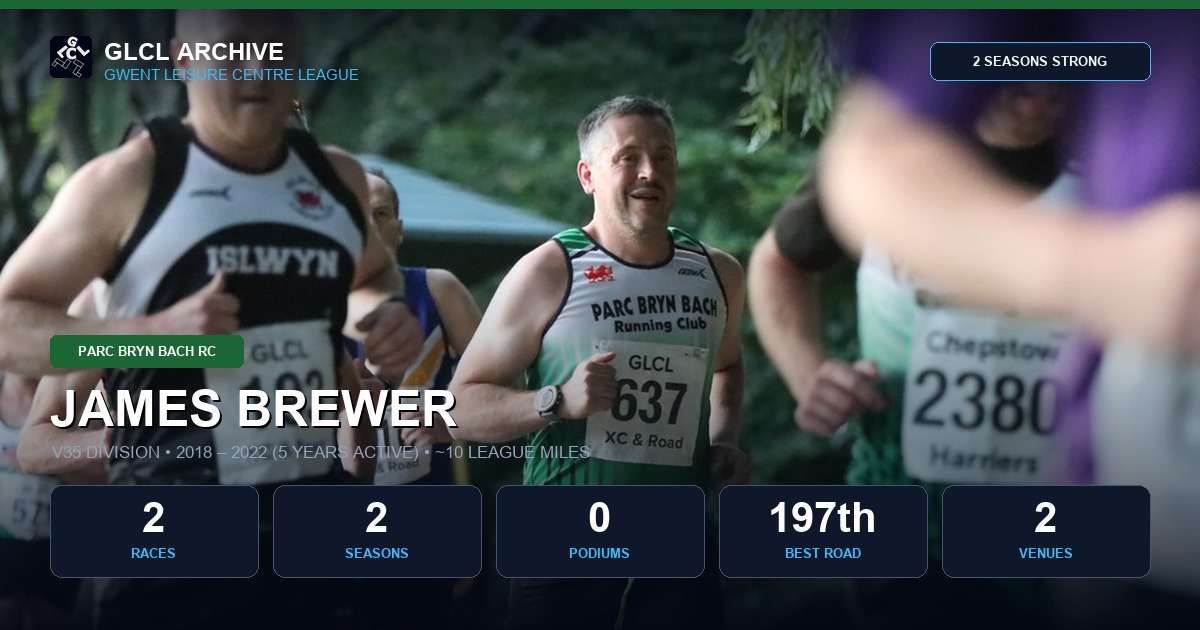 GLCL ARCHIVE
GWENT LEISURE CENTRE LEAGUE
2 SEASONS STRONG
ISLWYN
PARC BRYN BACH
Running Club
GLCL
637
XC & Road
GLCL
Chepstow
2380
Harriers
PARC BRYN BACH RC
JAMES BREWER
V35 DIVISION • 2018 – 2022 (5 YEARS ACTIVE) • ~10 LEAGUE MILES
& Road
2
RACES
2
SEASONS
0
PODIUMS
197th
BEST ROAD
2
VENUES